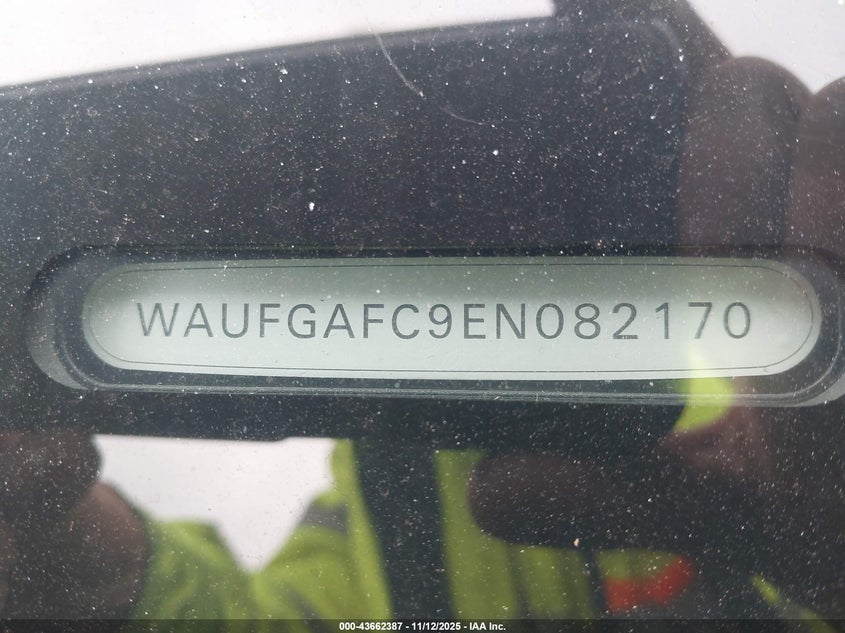 WAUFGAFC9EN082170
000-43662387 - 11/12/2025 - IAA Inc.